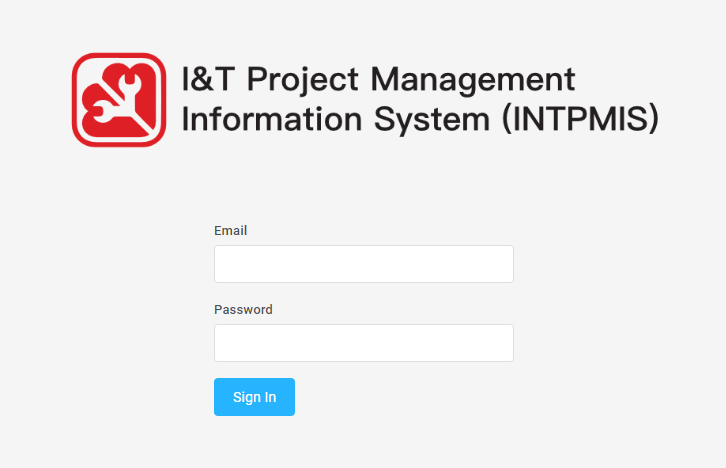 I&T Project Management
Information System (INTPMIS)
Email
Password
Sign In